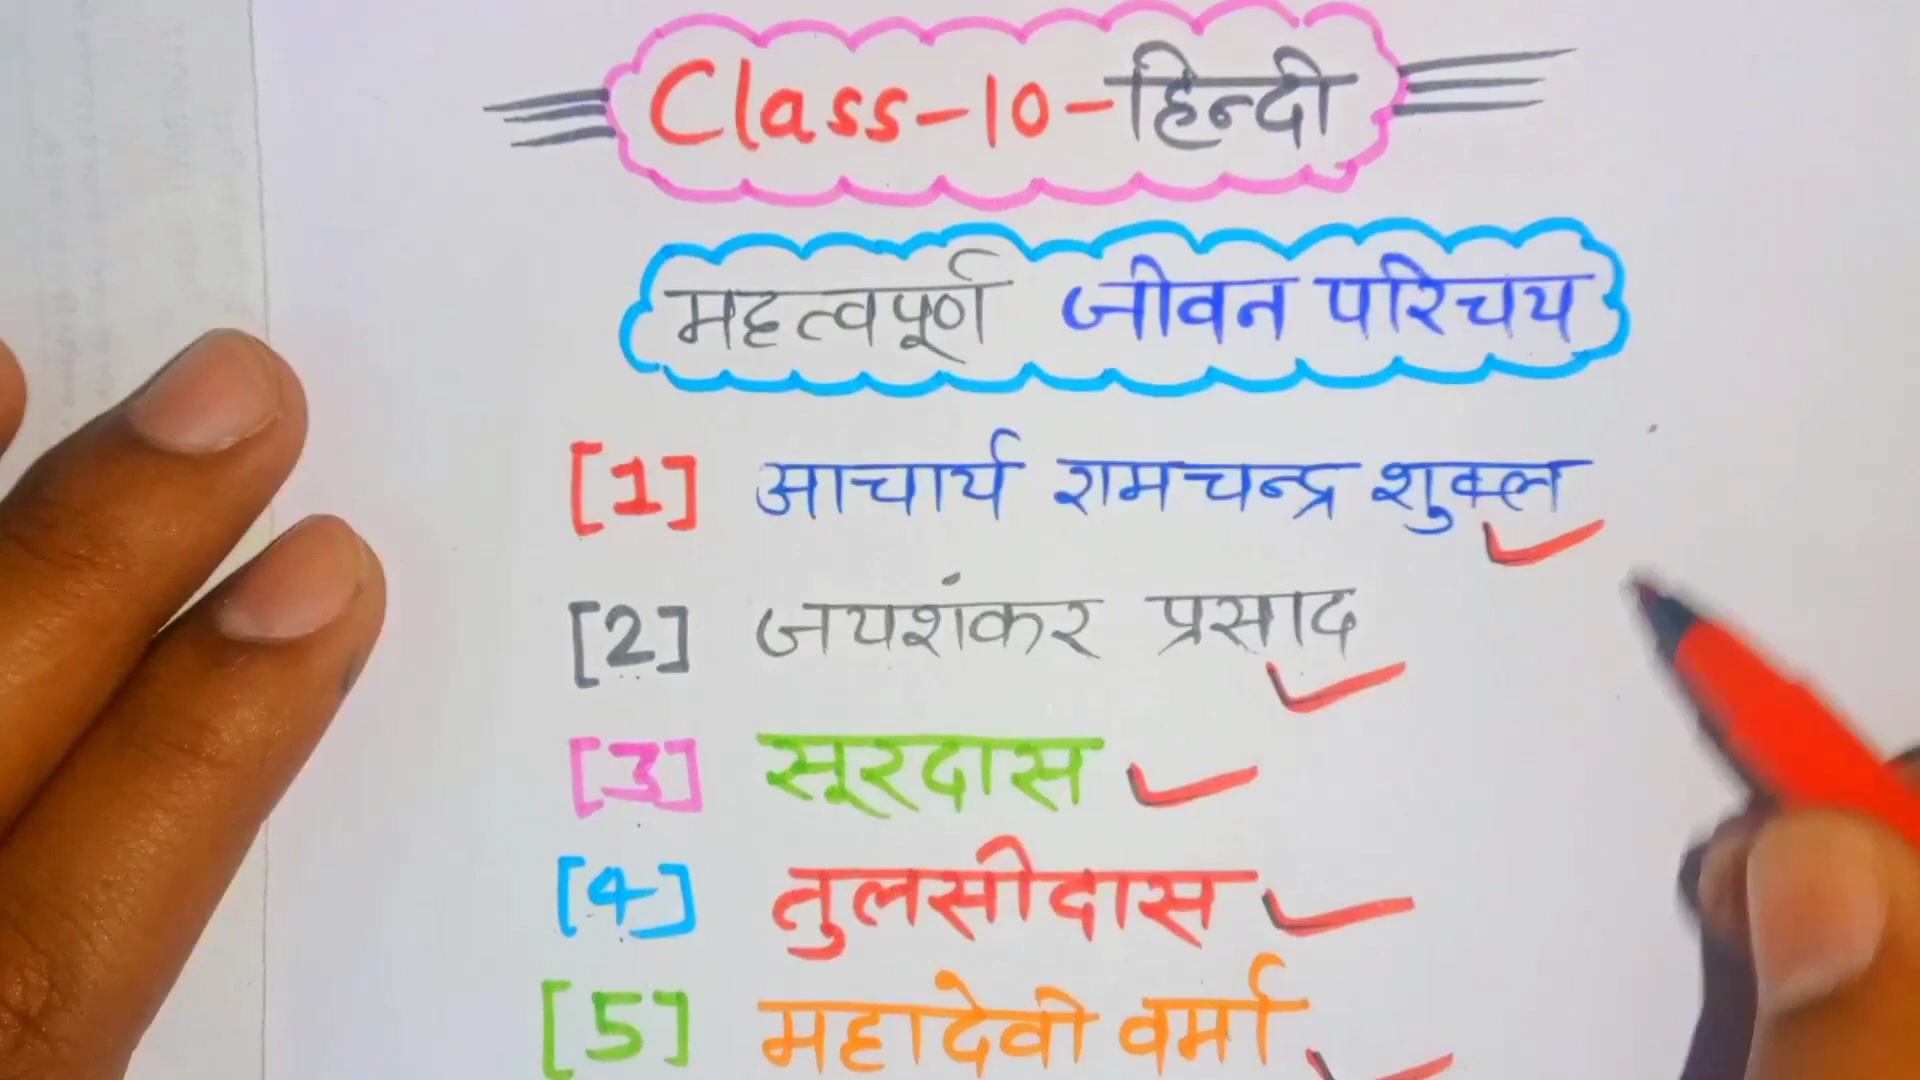 Class-10-हिन्दी
महत्वपूर्ण जीवन परिचय
[1] आचार्य रामचन्द्र शुक्ल
[2] जयशंकर प्रसाद
[3] सूरदास
[4] तुलसीदास
[5] महादेवी वर्मा